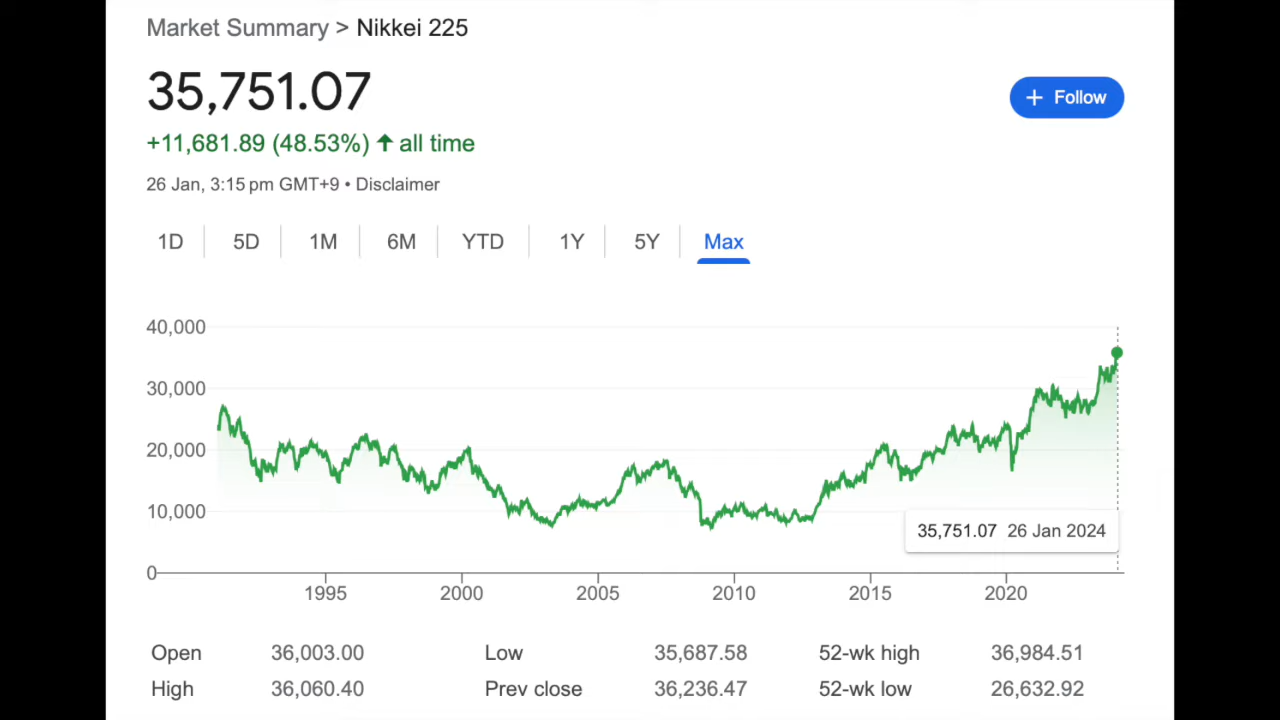 Market Summary > Nikkei 225
35,751.07
+ Follow
+11,681.89 (48.53%) ↑ all time
26 Jan, 3:15 pm GMT+9 • Disclaimer
1D 5D 1M 6M YTD 1Y 5Y Max
40,000
30,000
20,000
10,000
35,751.07 26 Jan 2024
0
1995 2000 2005 2010 2015 2020
Open 36,003.00 Low 35,687.58 52-wk high 36,984.51
High 36,060.40 Prev close 36,236.47 52-wk low 26,632.92